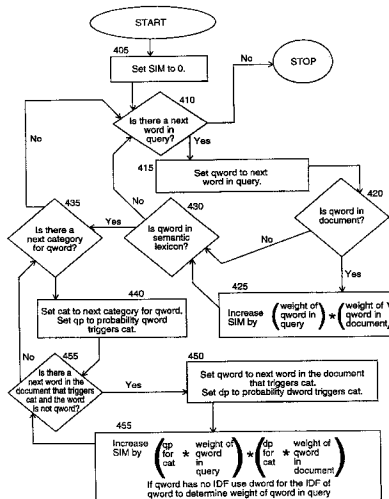 START
405
Set SIM to 0.
No
STOP
410
Is there a next
word in
query?
Yes
No
415
Set qword to next
word in query.
420
Is qword in
document?
435
Is there a
next category
for qword?
Yes
No
430
Is qword in
semantic
lexicon?
No
Yes
440
Set cat to next category for qword.
Set qp to probability qword
triggers cat.
425
Increase
SIM by
weight of
qword in
query
*
weight of
qword in
document
No
455
Is there a
next word in the
document that triggers
cat and the word
is not qword?
Yes
450
Set qword to next word in the document
that triggers cat.
Set dp to probability dword triggers cat.
455
Increase
SIM by
qp
for
cat
*
weight of
qword
in
query
*
dp
for
cat
*
weight of
qword
in
document
If qword has no IDF use dword for the IDF of
qword to determine weight of qword in query